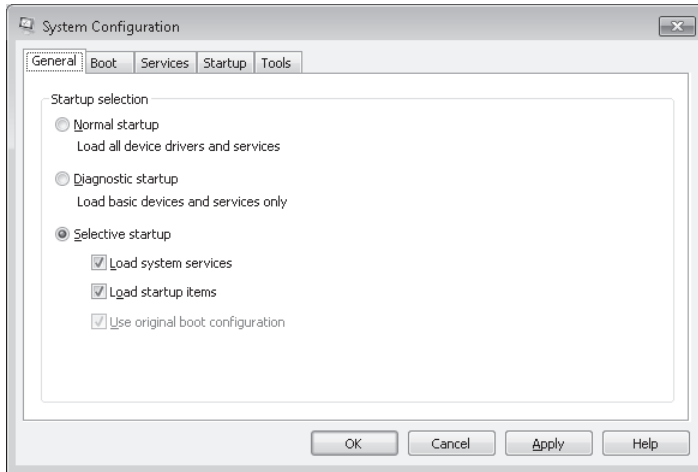 System Configuration
General Boot Services Startup Tools
Startup selection
Normal startup
Load all device drivers and services
Diagnostic startup
Load basic devices and services only
Selective startup
Load system services
Load startup items
Use original boot configuration
OK Cancel Apply Help